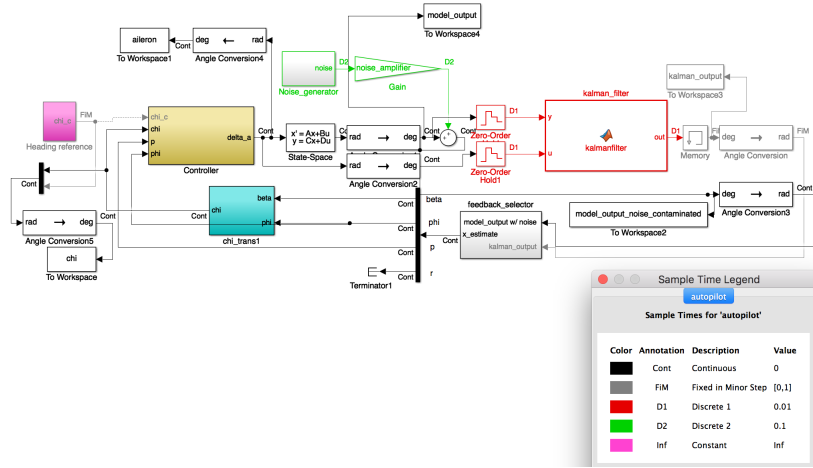 model_output
To Workspace4
aileron
To Workspace1
Cont
deg ← rad
Angle Conversion4
noise
Noise_generator
D2
noise_amplifier
Gain
D2
kalman_filter
kalman_output
To Workspace3
chi_c
Heading reference
FiM
chi_c
chi
p
phi
delta_a
Controller
Cont
x' = Ax+Bu
y = Cx+Du
State-Space
Cont
rad → deg
Cont
rad → deg
Angle Conversion2
Cont
Zero-Order
D1
Zero-Order
Hold1
D1
y
u
kalmanfilter
out
D1
Memory
FiM
rad → deg
Angle Conversion
FiM
Cont
rad → deg
Angle Conversion5
Cont
chi
To Workspace
chi
beta
phi
chi_trans1
Cont
Cont
Cont
Cont
beta
phi
p
r
Terminator1
feedback_selector
model_output w/ noise
x_estimate
kalman_output
Cont
model_output_noise_contaminated
To Workspace2
deg → rad
Angle Conversion3
Cont
Cont
Sample Time Legend
autopilot
Sample Times for 'autopilot'
Color Annotation Description Value
Cont Continuous 0
FiM Fixed in Minor Step [0,1]
D1 Discrete 1 0.01
D2 Discrete 2 0.1
Inf Constant Inf